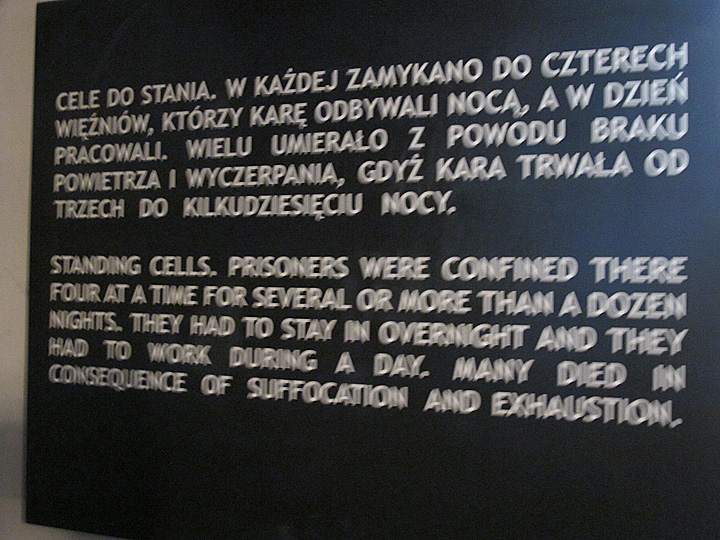 CELE DO STANIA. W KAŻDEJ ZAMYKANO DO CZTERECH
WIĘŹNIÓW, KTÓRZY KARĘ ODBYWALI NOCĄ, A W DZIEŃ
PRACOWALI. WIELU UMIERAŁO Z POWODU BRAKU
POWIETRZA I WYCZERPANIA, GDYŻ KARA TRWAŁA OD
TRZECH DO KILKUDZIESIĘCIU NOCY.
STANDING CELLS. PRISONERS WERE CONFINED THERE
FOUR AT A TIME FOR SEVERAL OR MORE THAN A DOZEN
NIGHTS. THEY HAD TO STAY IN OVERNIGHT AND THEY
HAD TO WORK DURING A DAY. MANY DIED IN
CONSEQUENCE OF SUFFOCATION AND EXHAUSTION.